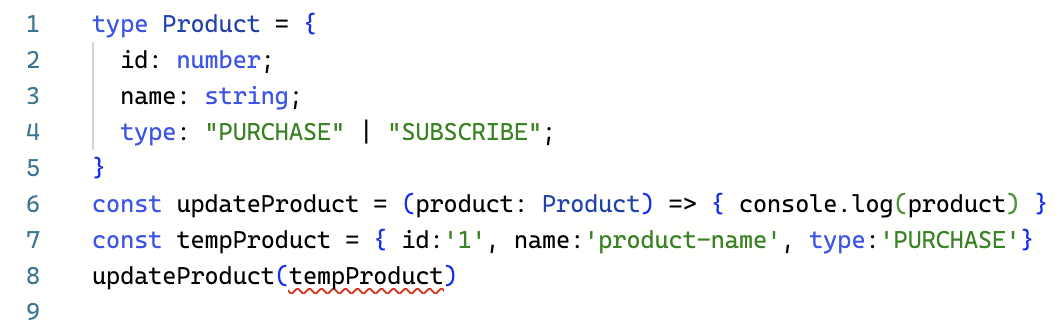 1 type Product = {
2 id: number;
3 name: string;
4 type: "PURCHASE" | "SUBSCRIBE";
5 }
6 const updateProduct = (product: Product) => { console.log(product) }
7 const tempProduct = { id:'1', name:'product-name', type:'PURCHASE'}
8 updateProduct(tempProduct)
9